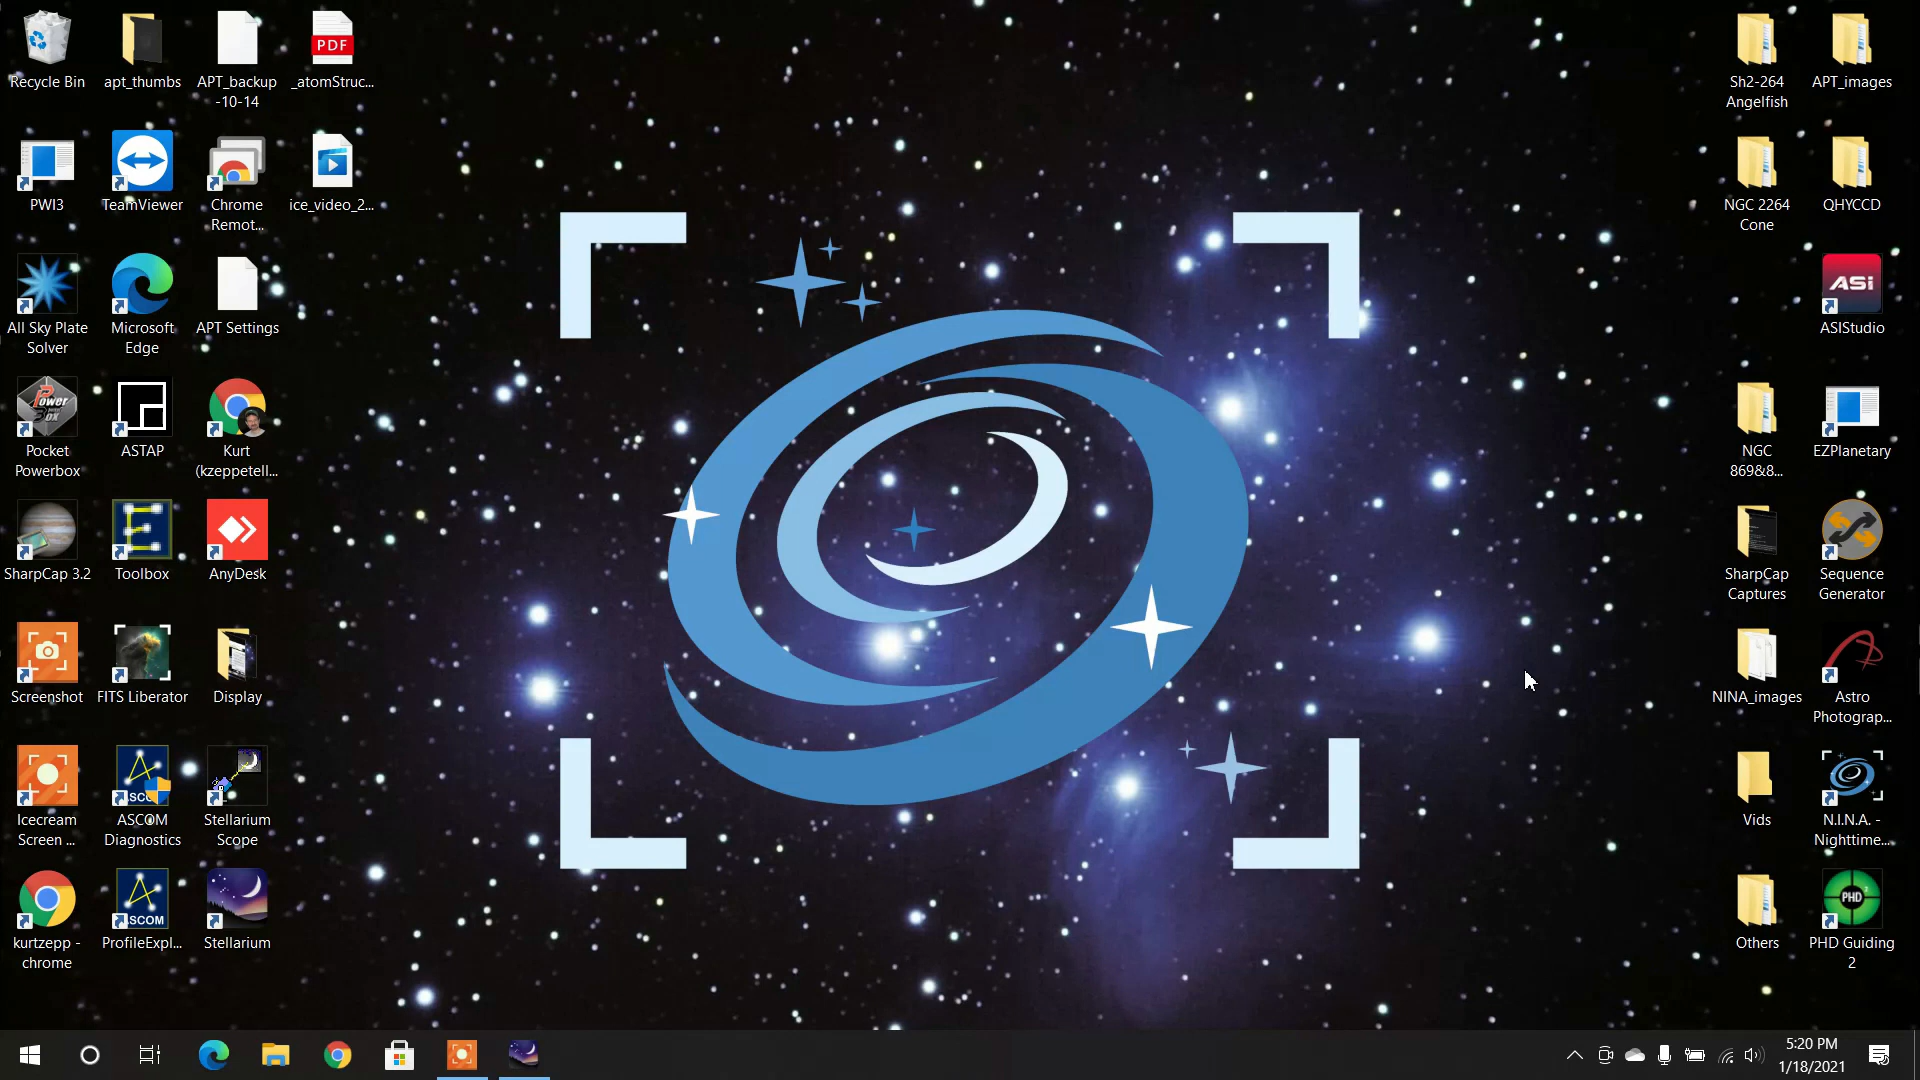 Recycle Bin
apt_thumbs
APT_backup
-10-14
PDF
_atomStruc...
PWI3
TeamViewer
Chrome
Remot...
ice_video_2...
All Sky Plate
Solver
Microsoft
Edge
APT Settings
Power
Box
Pocket
Powerbox
ASTAP
Kurt
(kzeppetell...
SharpCap 3.2
E
Toolbox
AnyDesk
Screenshot
FITS Liberator
Display
Icecream
Screen ...
ASCOM
Diagnostics
Stellarium
Scope
kurtzepp -
chrome
ASCOM
ProfileExpl...
Stellarium
Sh2-264
Angelfish
APT_images
NGC 2264
Cone
QHYCCD
ASI
ASIStudio
NGC
869&8...
EZPlanetary
SharpCap
Captures
Sequence
Generator
NINA_images
Astro
Photograp...
Vids
N.I.N.A. -
Nighttime...
Others
PHD 2
PHD Guiding
2
5:20 PM
1/18/2021